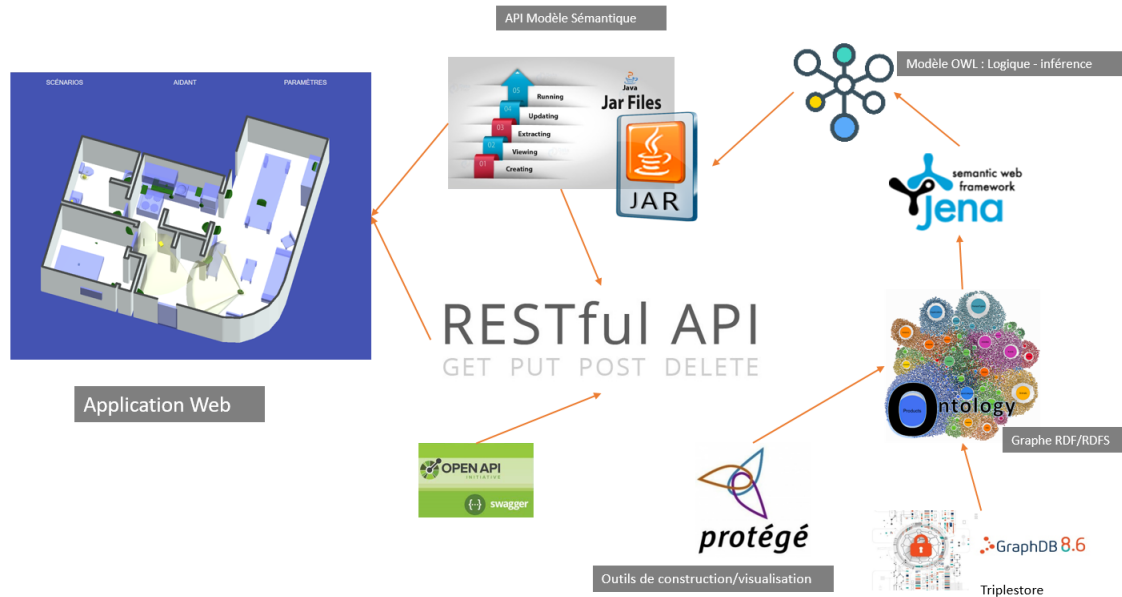 API Modèle Sémantique
SCÉNARIOS
AIDANT
PARAMÈTRES
Java
Jar Files
05
Running
04
Updating
03
Extracting
02
Viewing
01
Creating
JAR
Modèle OWL : Logique - inférence
semantic web
framework
jena
RESTful API
GET PUT POST DELETE
Application Web
Products
Ontology
Graphe RDF/RDFS
OPEN API
INITIATIVE
{··} swagger
protégé
Outils de construction/visualisation
GraphDB 8.6
Triplestore